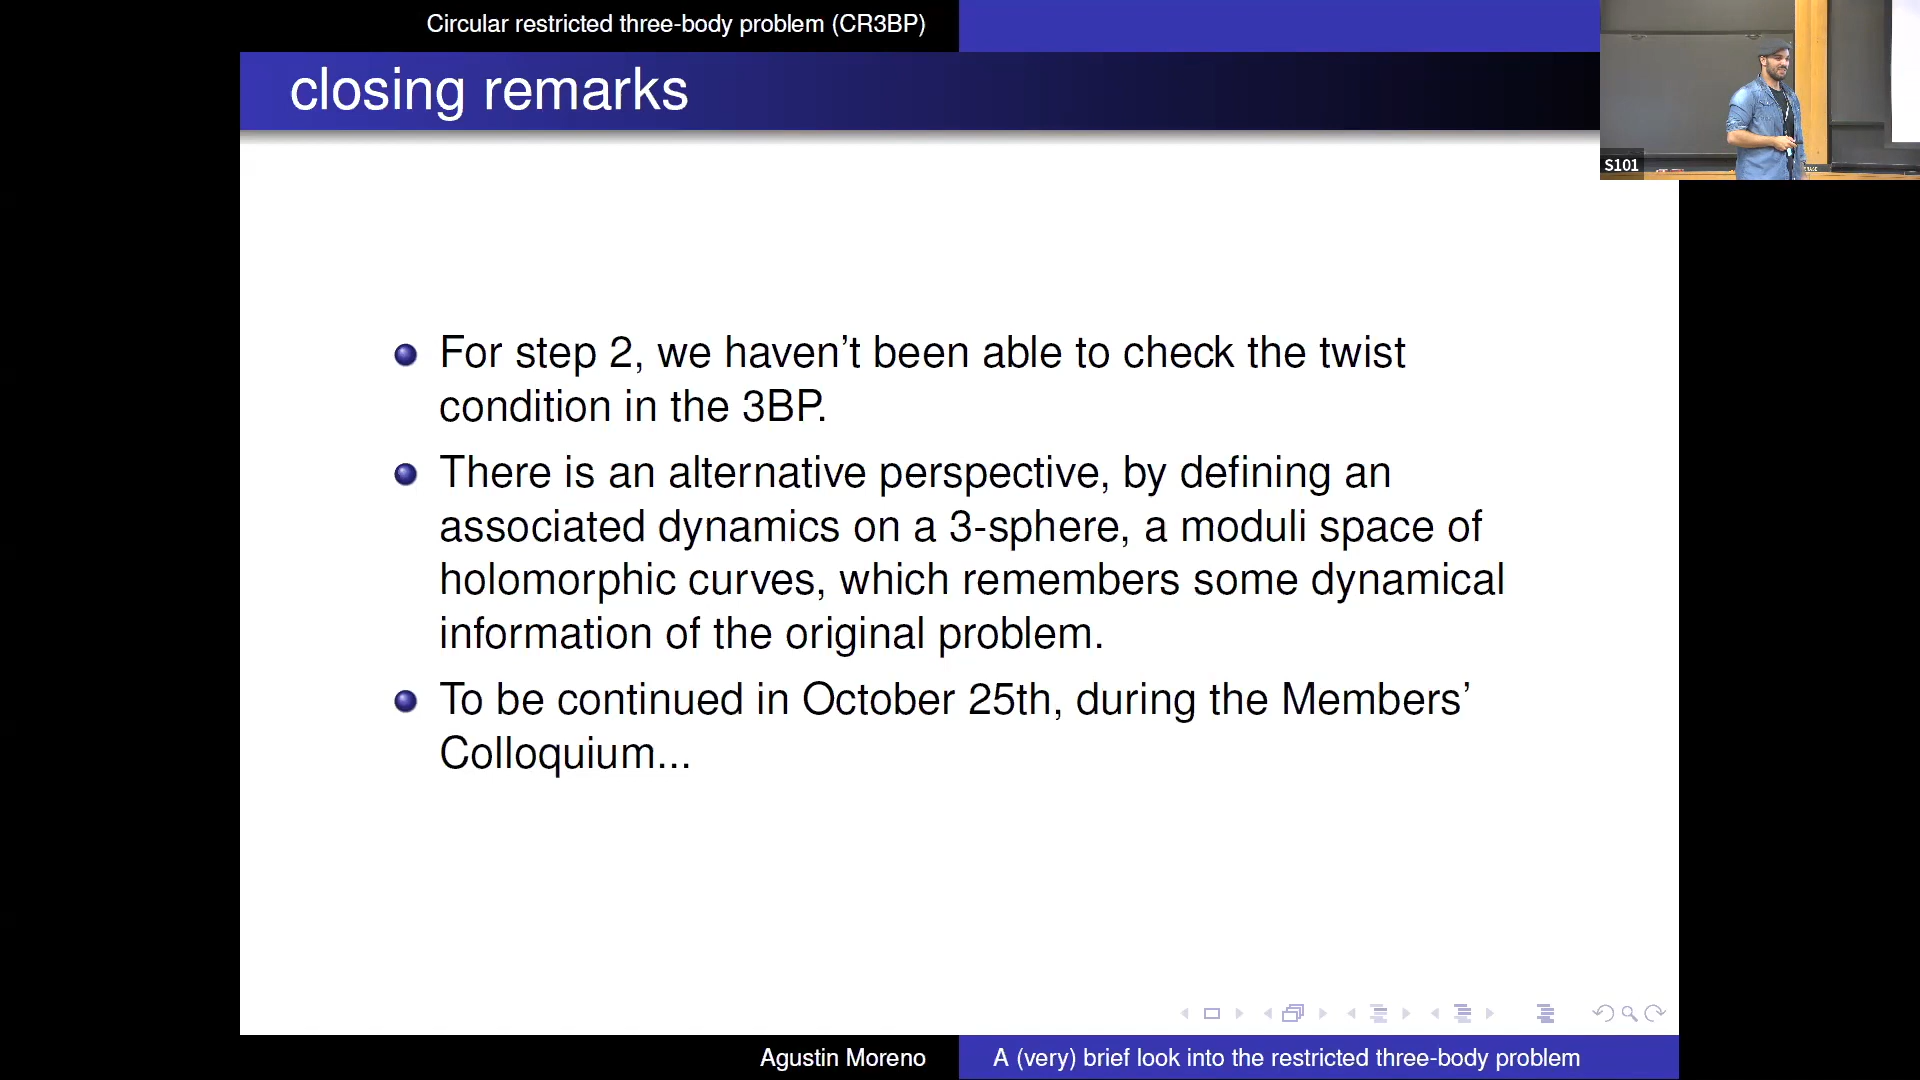 Circular restricted three-body problem (CR3BP)
closing remarks
S101
For step 2, we haven't been able to check the twist
condition in the 3BP.
There is an alternative perspective, by defining an
associated dynamics on a 3-sphere, a moduli space of
holomorphic curves, which remembers some dynamical
information of the original problem.
To be continued in October 25th, during the Members'
Colloquium...
Agustin Moreno
A (very) brief look into the restricted three-body problem